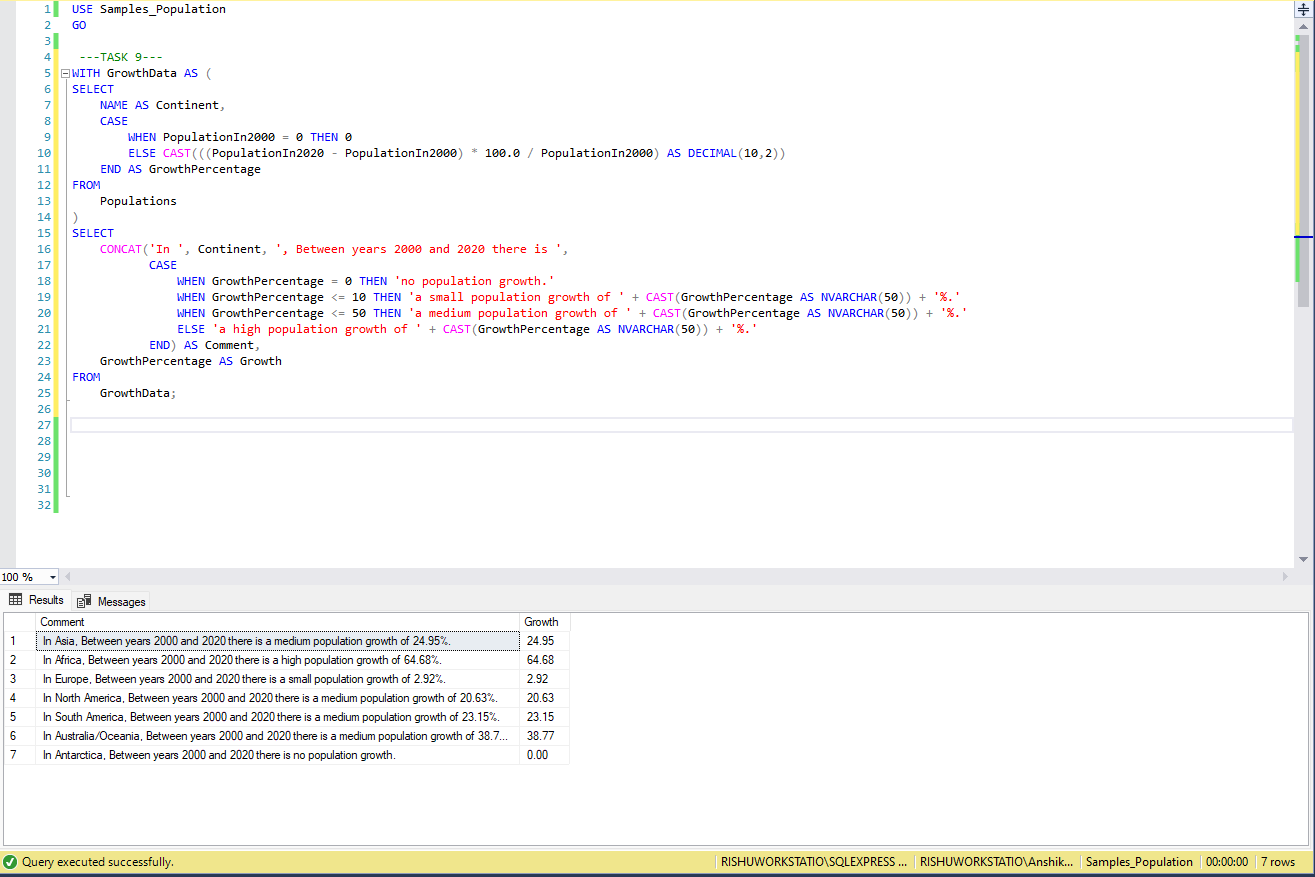 1 USE Samples_Population
2 GO
3
4 ---TASK 9---
5 WITH GrowthData AS (
6 SELECT
7 NAME AS Continent,
8 CASE
9 WHEN PopulationIn2000 = 0 THEN 0
10 ELSE CAST(((PopulationIn2020 - PopulationIn2000) * 100.0 / PopulationIn2000) AS DECIMAL(10,2))
11 END AS GrowthPercentage
12 FROM
13 Populations
14 )
15 SELECT
16 CONCAT('In ', Continent, ', Between years 2000 and 2020 there is ',
17 CASE
18 WHEN GrowthPercentage = 0 THEN 'no population growth.'
19 WHEN GrowthPercentage <= 10 THEN 'a small population growth of ' + CAST(GrowthPercentage AS NVARCHAR(50)) + '%.'
20 WHEN GrowthPercentage <= 50 THEN 'a medium population growth of ' + CAST(GrowthPercentage AS NVARCHAR(50)) + '%.'
21 ELSE 'a high population growth of ' + CAST(GrowthPercentage AS NVARCHAR(50)) + '%.'
22 END) AS Comment,
23 GrowthPercentage AS Growth
24 FROM
25 GrowthData;
26
27
28
29
30
31
32
100 %
Results Messages
Comment Growth
1 In Asia, Between years 2000 and 2020 there is a medium population growth of 24.95%. 24.95
2 In Africa, Between years 2000 and 2020 there is a high population growth of 64.68%. 64.68
3 In Europe, Between years 2000 and 2020 there is a small population growth of 2.92%. 2.92
4 In North America, Between years 2000 and 2020 there is a medium population growth of 20.63%. 20.63
5 In South America, Between years 2000 and 2020 there is a medium population growth of 23.15%. 23.15
6 In Australia/Oceania, Between years 2000 and 2020 there is a medium population growth of 38.7... 38.77
7 In Antarctica, Between years 2000 and 2020 there is no population growth. 0.00
Query executed successfully. RISHUWORKSTATIO\SQLEXPRESS ... RISHUWORKSTATIO\Anshik... Samples_Population 00:00:00 7 rows